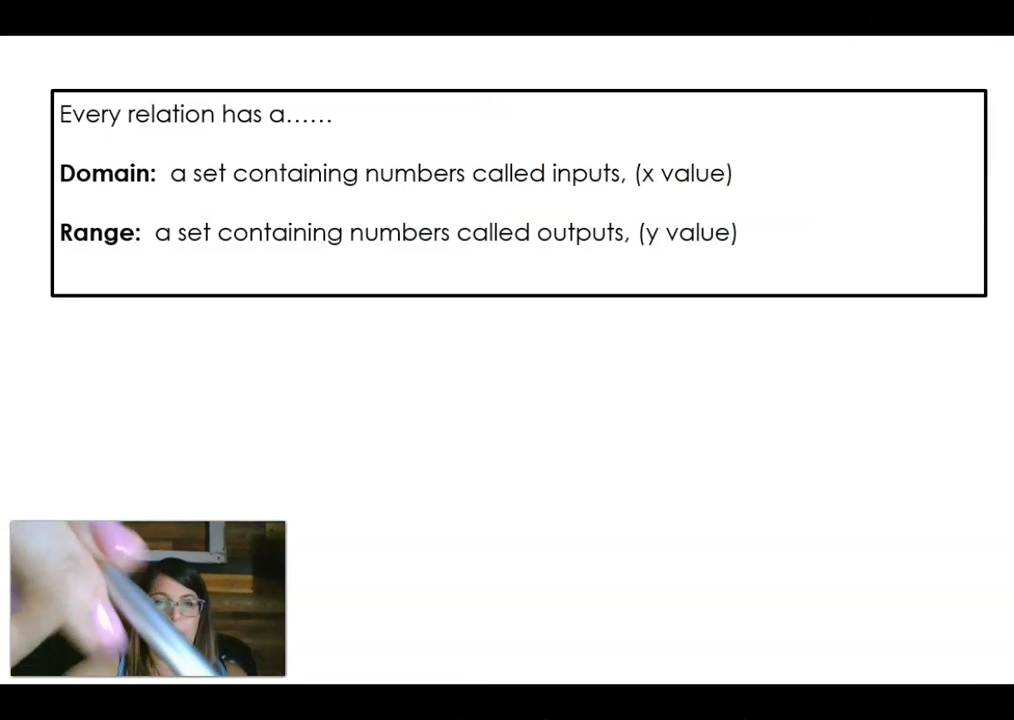 Every relation has a......
Domain: a set containing numbers called inputs, (x value)
Range: a set containing numbers called outputs, (y value)